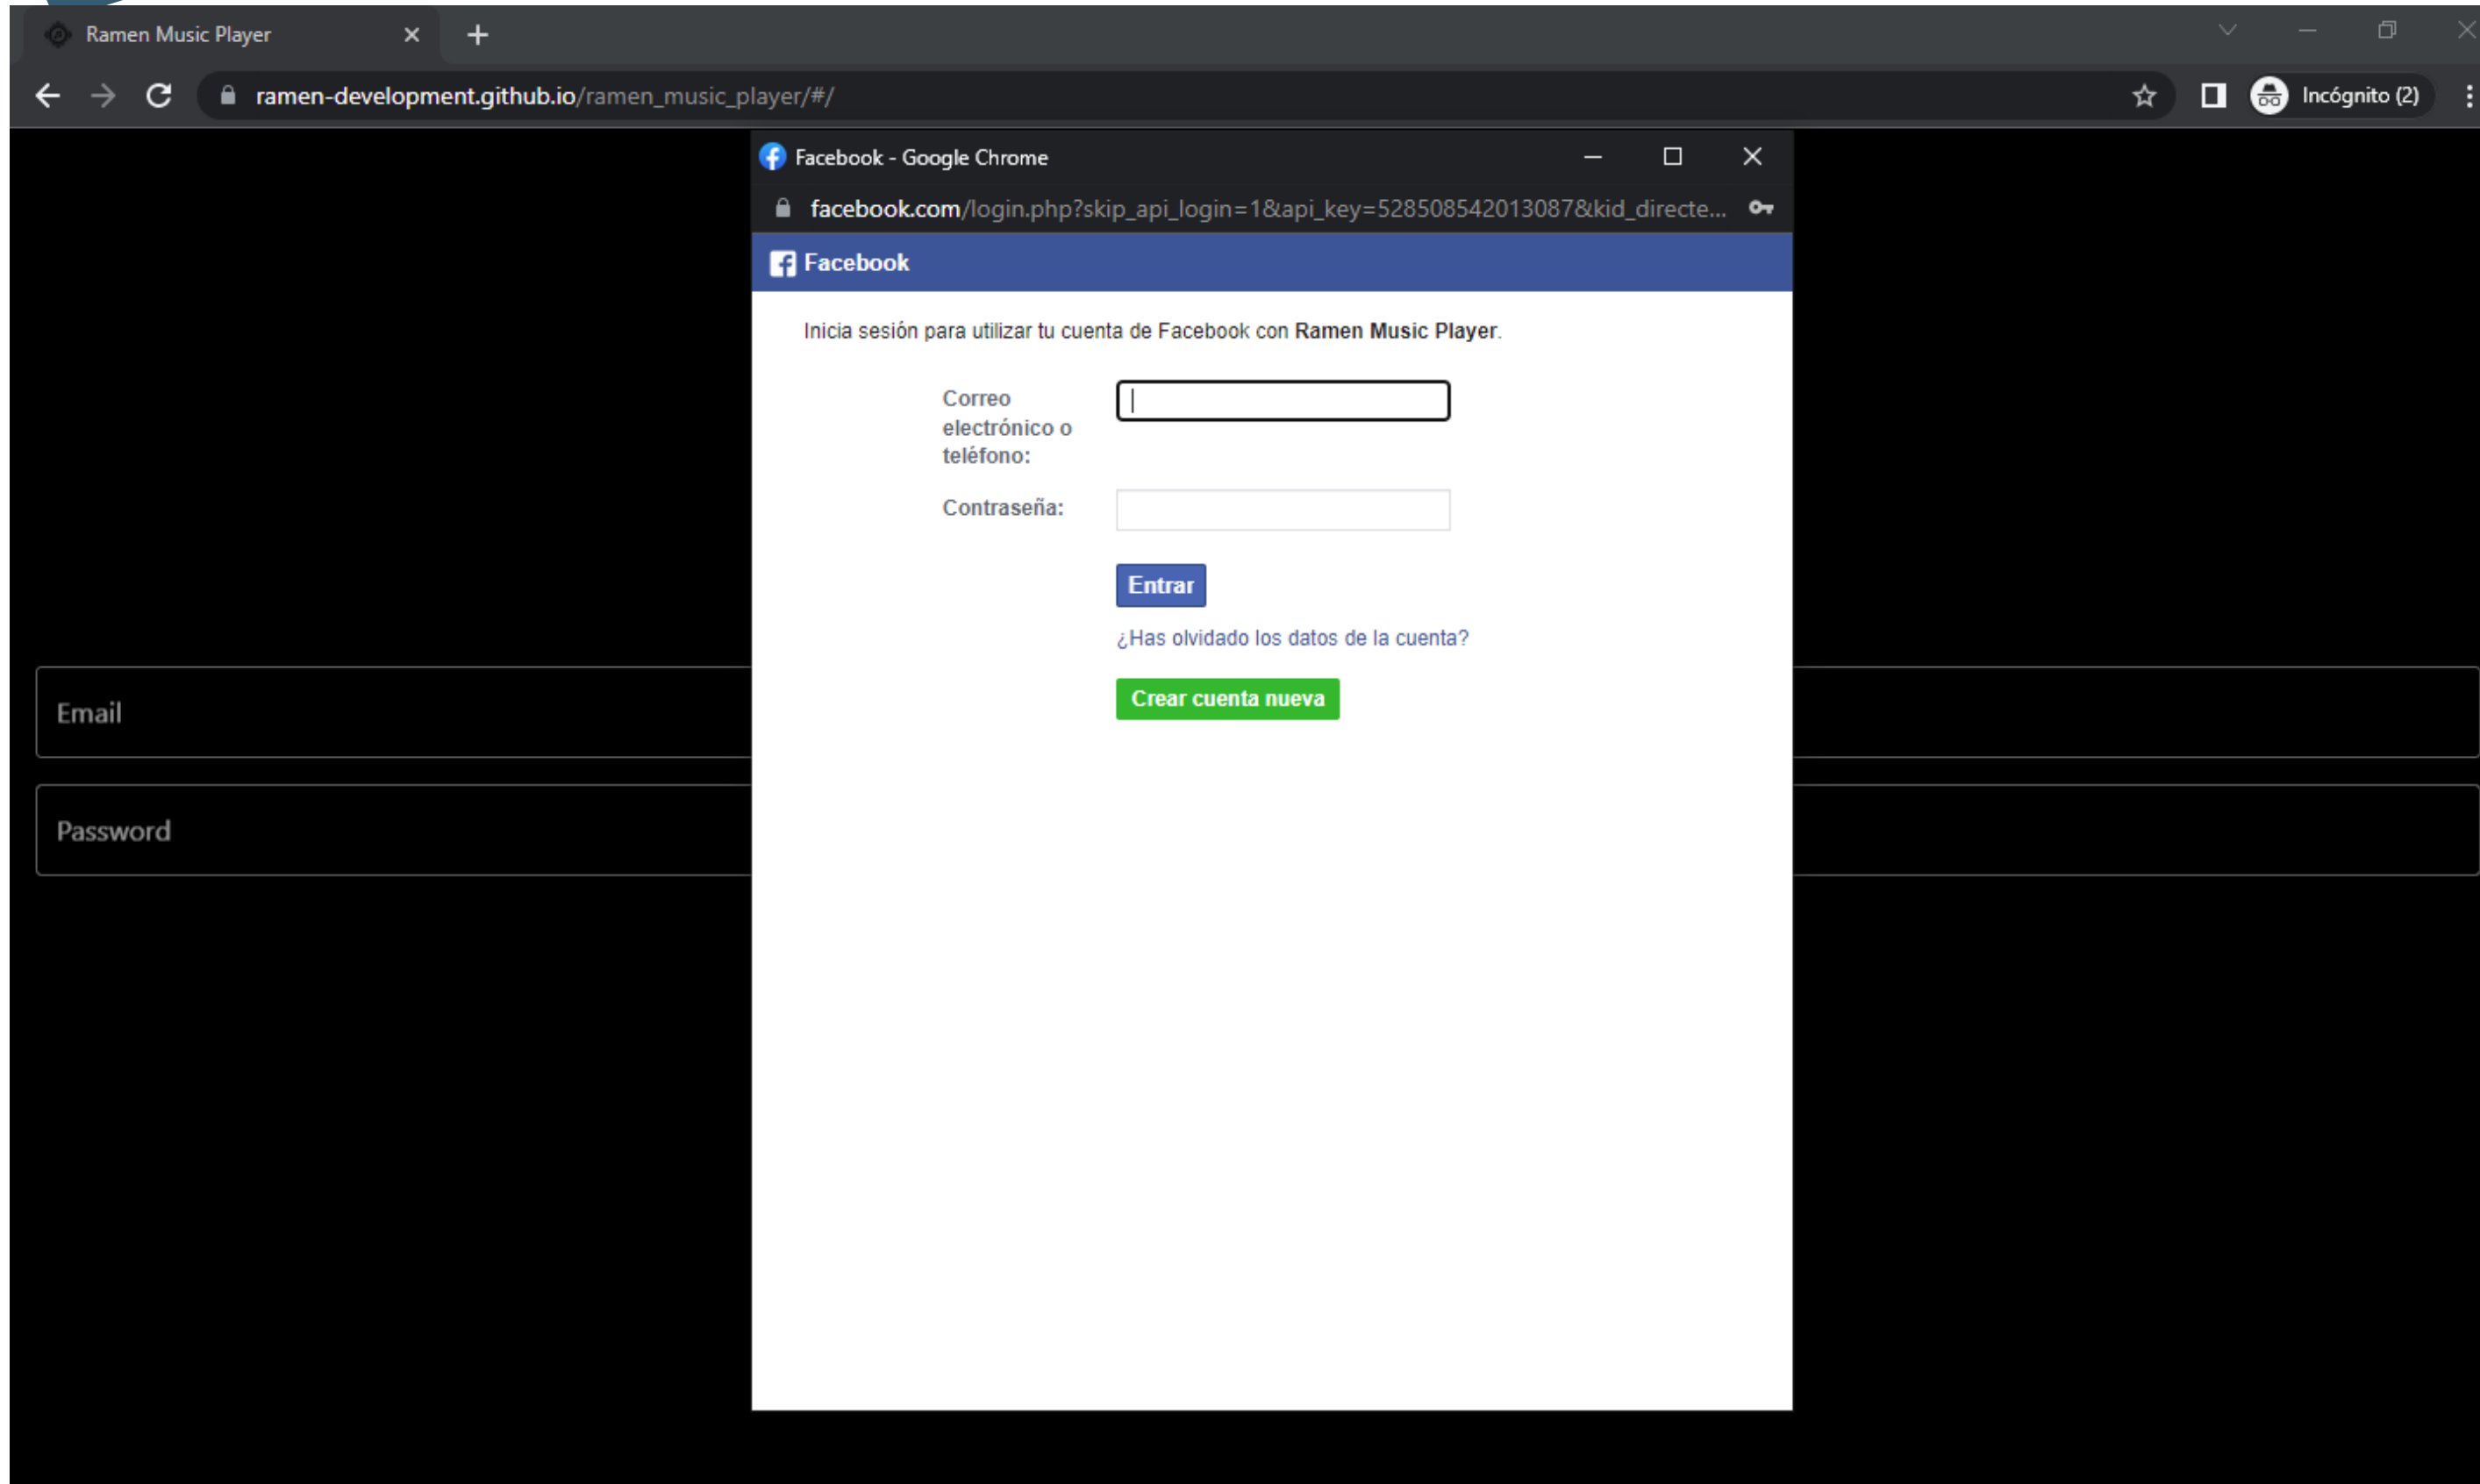 Ramen Music Player
ramen-development.github.io/ramen_music_player/#/
Incógnito (2)
Facebook - Google Chrome
facebook.com/login.php?skip_api_login=1&api_key=528508542013087&kid_directe...
Facebook
Inicia sesión para utilizar tu cuenta de Facebook con Ramen Music Player.
Correo
electrónico o
teléfono:
Contraseña:
Entrar
¿Has olvidado los datos de la cuenta?
Crear cuenta nueva
Email
Password